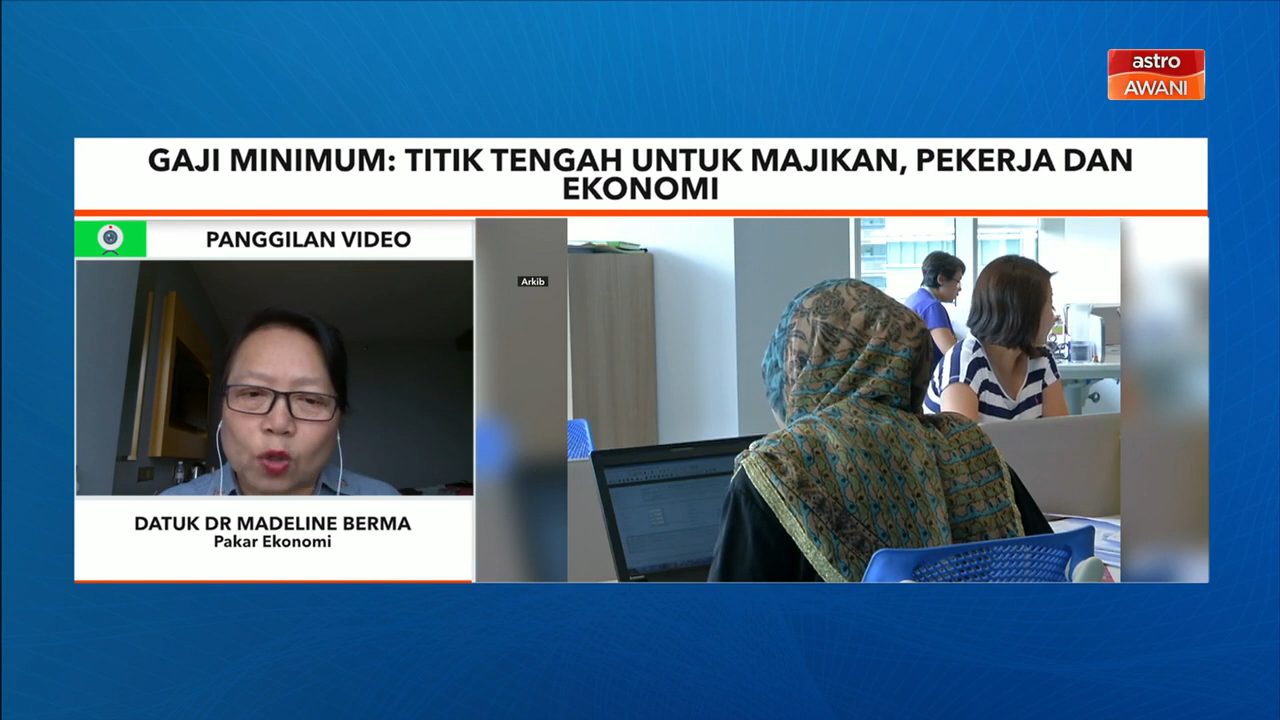 astro
AWANI
GAJI MINIMUM: TITIK TENGAH UNTUK MAJIKAN, PEKERJA DAN
EKONOMI
PANGGILAN VIDEO
Arkib
DATUK DR MADELINE BERMA
Pakar Ekonomi